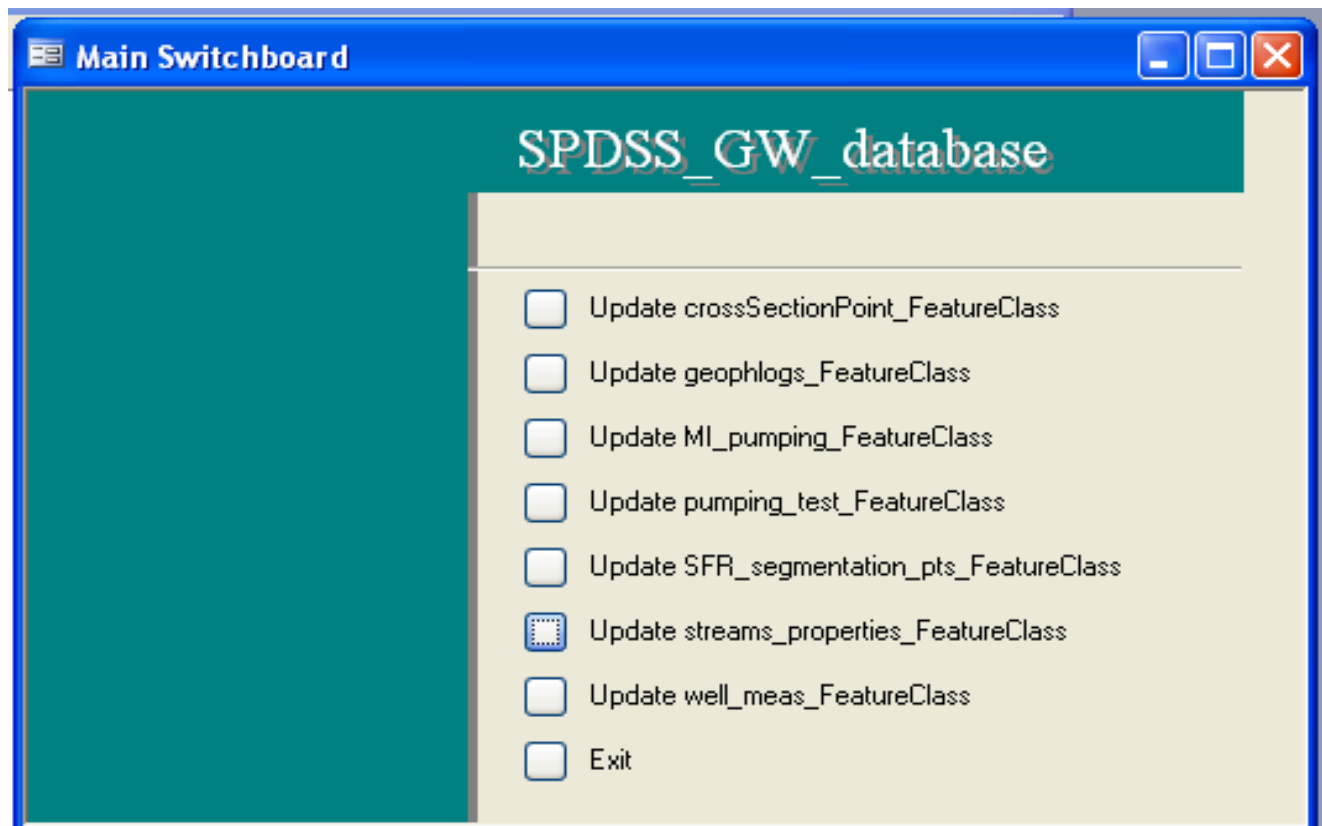 Main Switchboard
SPDSS_GW_database
Update crossSectionPoint_FeatureClass
Update geophlogs_FeatureClass
Update MI_pumping_FeatureClass
Update pumping_test_FeatureClass
Update SFR_segmentation_pts_FeatureClass
Update streams_properties_FeatureClass
Update well_meas_FeatureClass
Exit